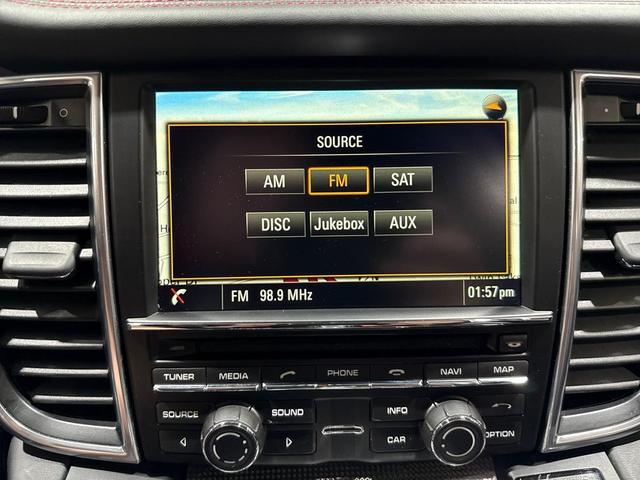 SOURCE
AM FM SAT
DISC Jukebox AUX
FM 98.9 MHz 01:57pm
TUNER MEDIA PHONE NAVI MAP
SOURCE SOUND INFO
CAR OPTION